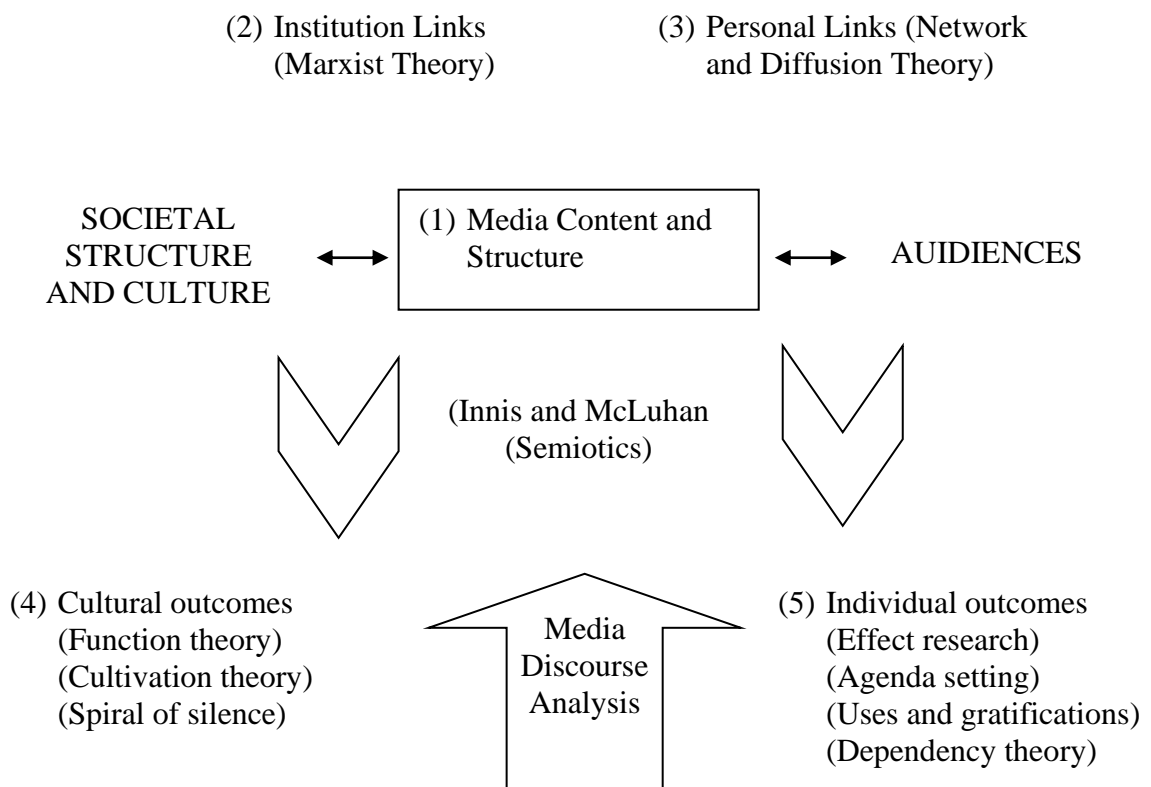 (2) Institution Links
(Marxist Theory)
(3) Personal Links (Network
and Diffusion Theory)
SOCIETAL
STRUCTURE
AND CULTURE
(1) Media Content and
Structure
AUIDIENCES
(Innis and McLuhan
(Semiotics)
(4) Cultural outcomes
(Function theory)
(Cultivation theory)
(Spiral of silence)
Media
Discourse
Analysis
(5) Individual outcomes
(Effect research)
(Agenda setting)
(Uses and gratifications)
(Dependency theory)